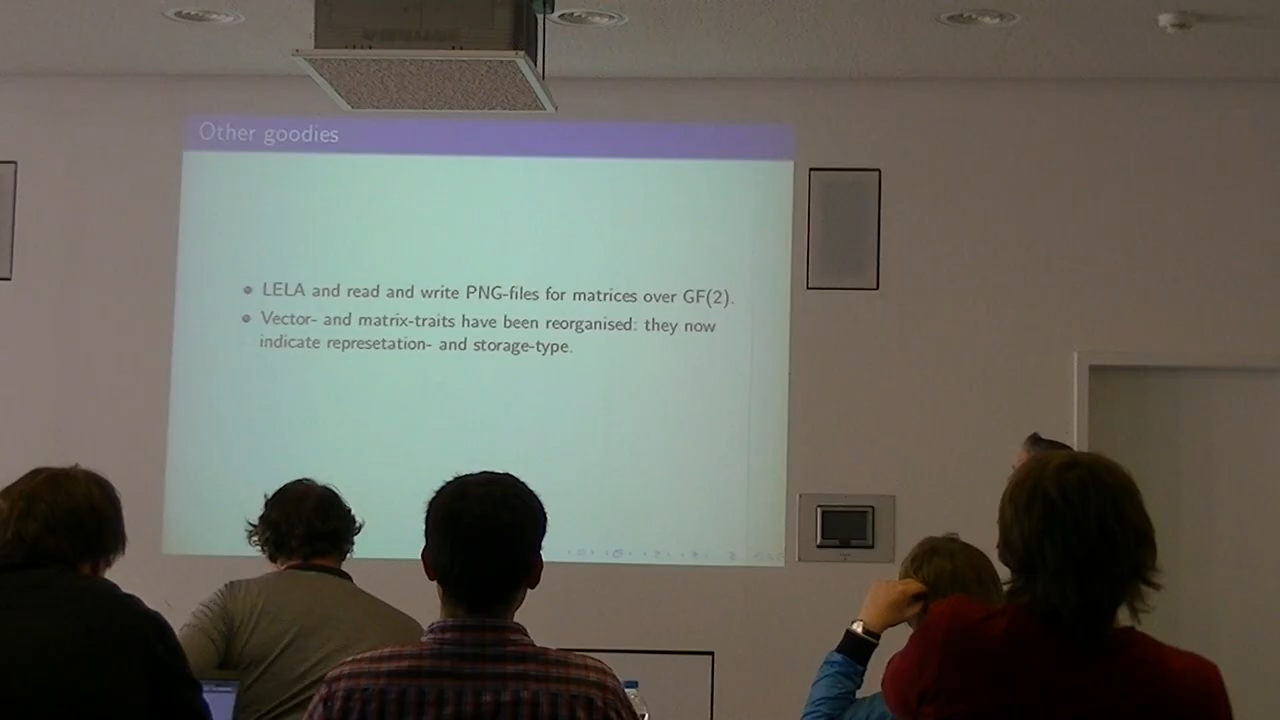 Other goodies
LELA and read and write PNG-files for matrices over GF(2).
Vector- and matrix-traits have been reorganised: they now
indicate represetation- and storage-type.